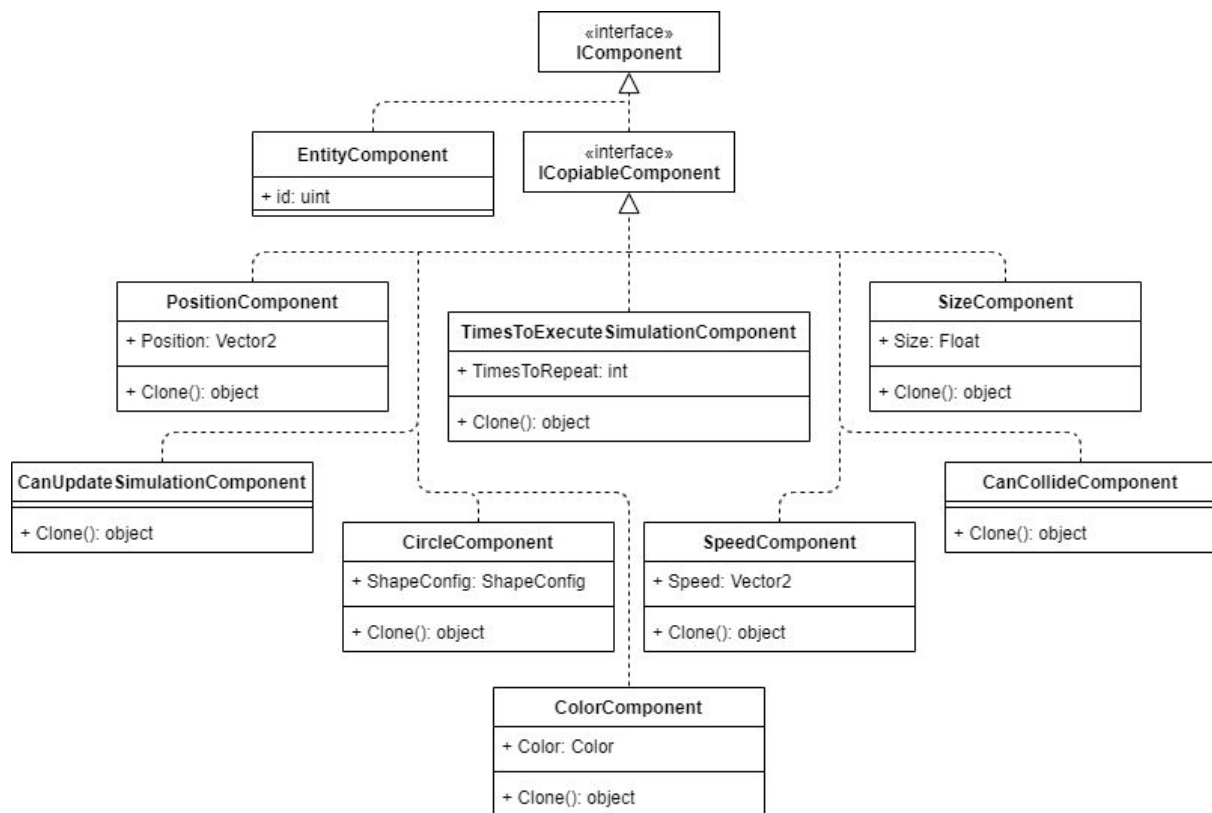 «interface»
IComponent
EntityComponent
+ id: uint
«interface»
ICopiableComponent
PositionComponent
+ Position: Vector2
+ Clone(): object
TimesToExecuteSimulationComponent
+ TimesToRepeat: int
+ Clone(): object
SizeComponent
+ Size: Float
+ Clone(): object
CanUpdateSimulationComponent
+ Clone(): object
CircleComponent
+ ShapeConfig: ShapeConfig
+ Clone(): object
SpeedComponent
+ Speed: Vector2
+ Clone(): object
CanCollideComponent
+ Clone(): object
ColorComponent
+ Color: Color
+ Clone(): object